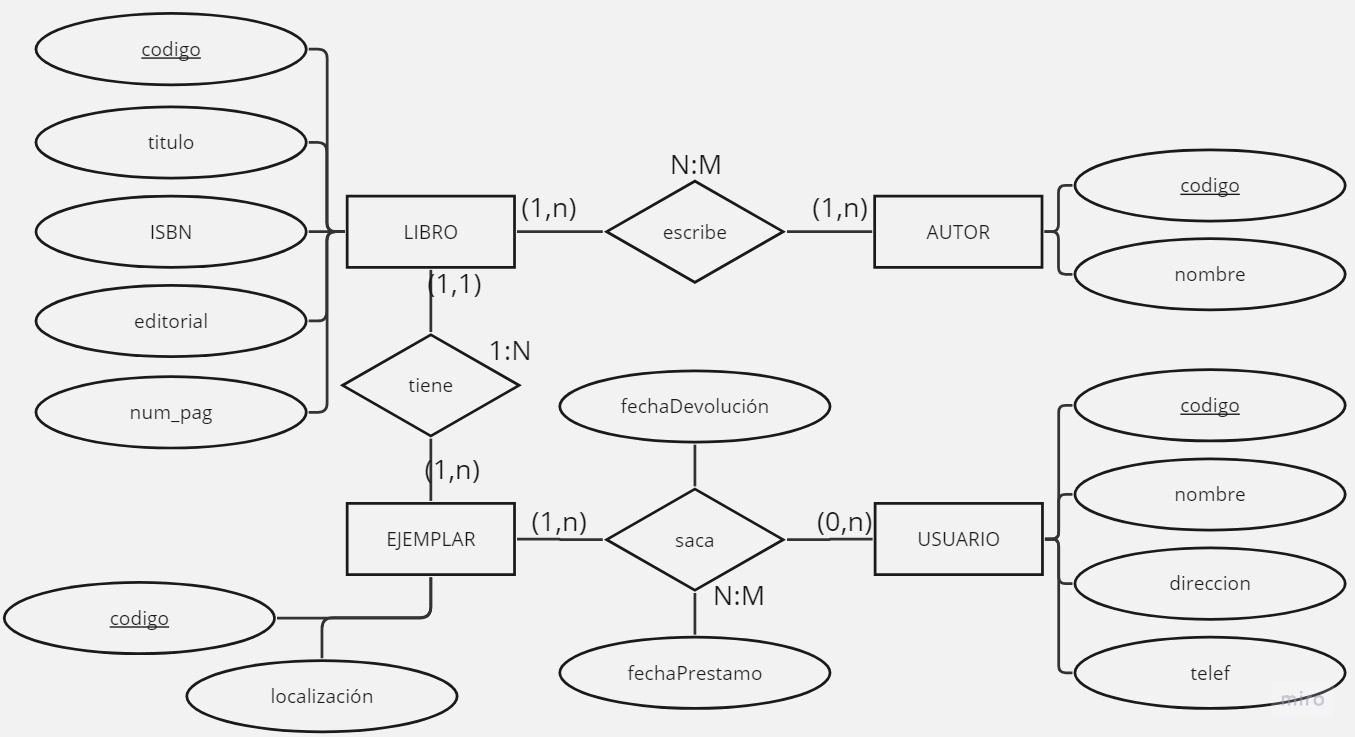 codigo
titulo
ISBN
editorial
num_pag
LIBRO
(1,n)
N:M
escribe
(1,n)
AUTOR
codigo
nombre
(1,1)
1:N
tiene
(1,n)
fechaDevolución
EJEMPLAR
(1,n)
saca
(0,n)
N:M
USUARIO
codigo
nombre
direccion
telef
codigo
localización
fechaPrestamo
miro